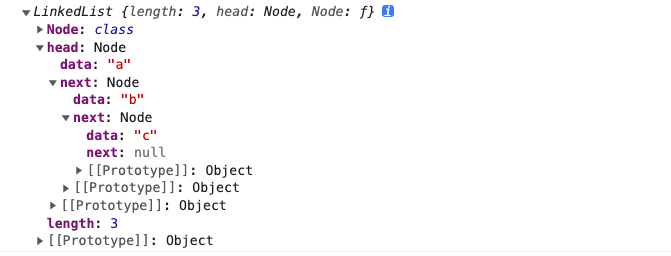 LinkedList {length: 3, head: Node, Node: ƒ} i
Node: class
head: Node
data: "a"
next: Node
data: "b"
next: Node
data: "c"
next: null
[[Prototype]]: Object
[[Prototype]]: Object
[[Prototype]]: Object
length: 3
[[Prototype]]: Object